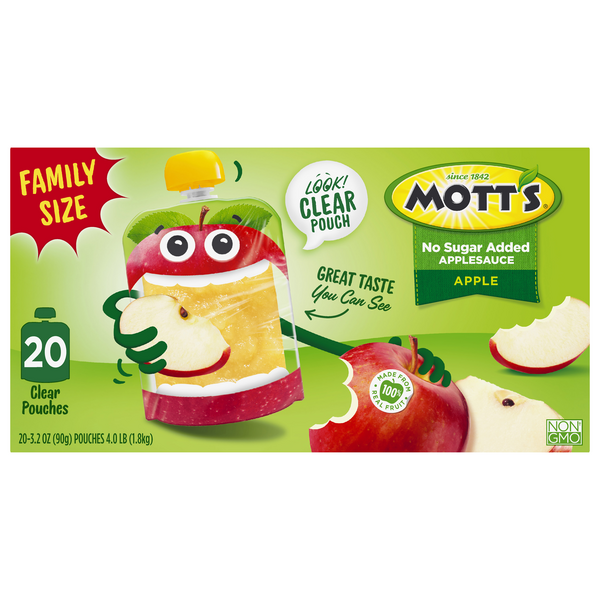 FAMILY
SIZE
LOOK!
CLEAR
POUCH
since 1842
MOTT'S®
No Sugar Added
APPLESAUCE
APPLE
GREAT TASTE
You Can See
20
Clear
Pouches
MADE FROM
100%
REAL FRUIT
20-3.2 OZ (90g) POUCHES 4.0 LB (1.8kg)
NON
GMO